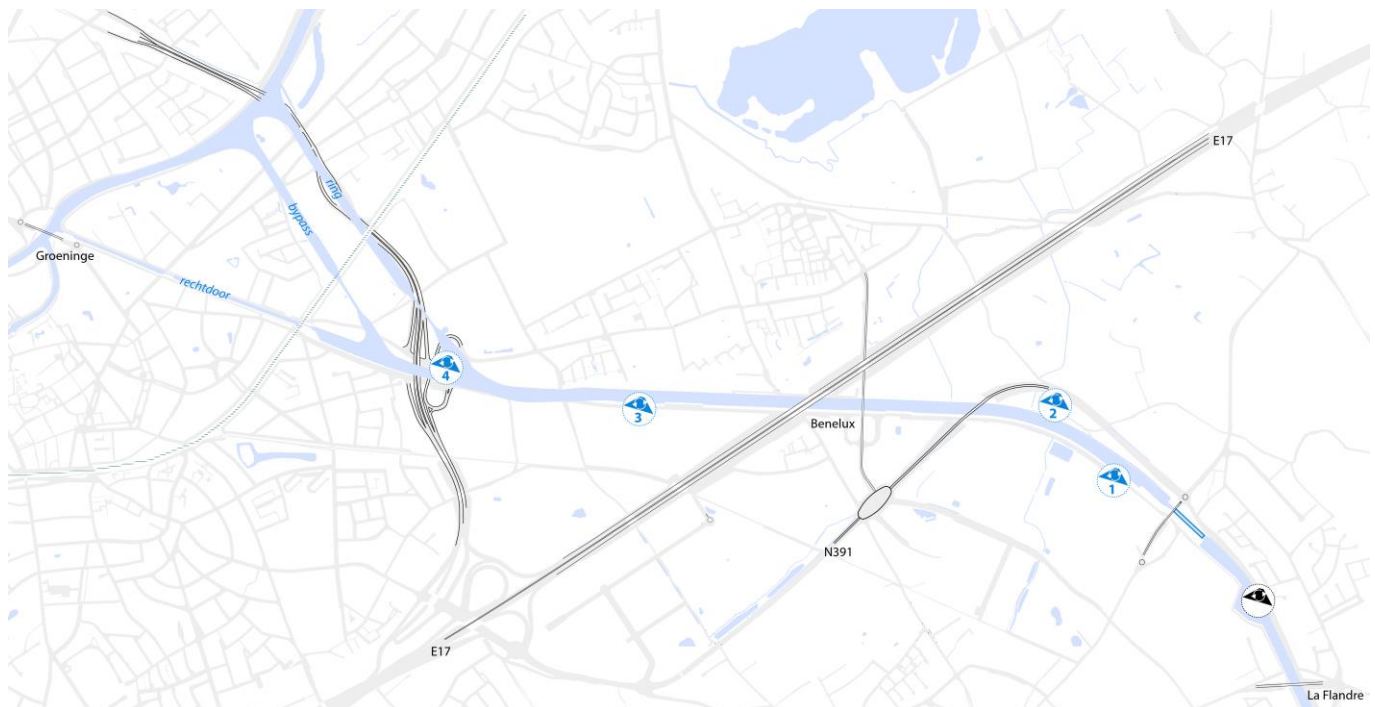 E17
ring
bypass
Groeninge
rechtdoor
4
3
2
Benelux
1
N391
E17
La Flandre